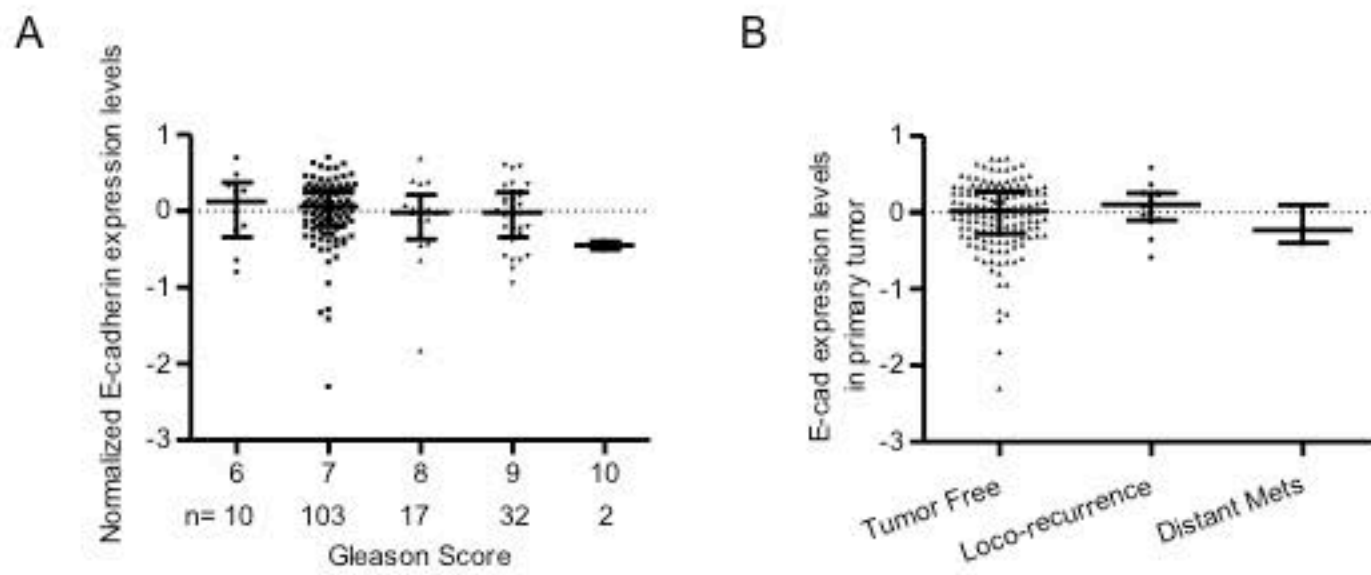 A
Normalized E-cadherin expression levels
1
0
-1
-2
-3
6 7 8 9 10
n= 10 103 17 32 2
Gleason Score
B
E-cad expression levels
in primary tumor
1
0
-1
-2
-3
Tumor Free
Loco-recurrence
Distant Mets